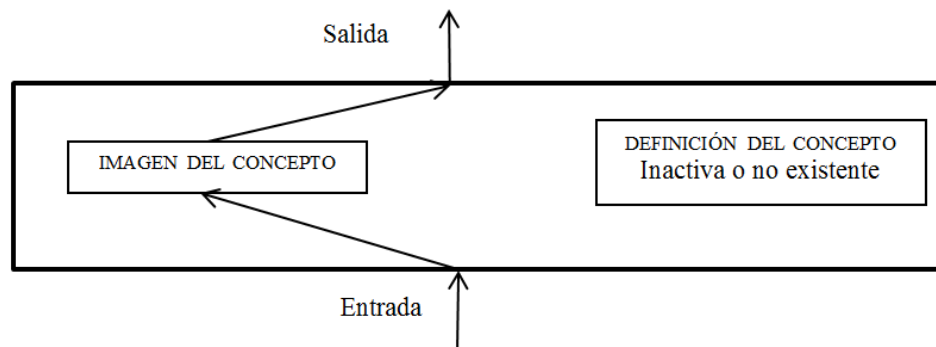 Salida
IMAGEN DEL CONCEPTO
DEFINICIÓN DEL CONCEPTO
Inactiva o no existente
Entrada